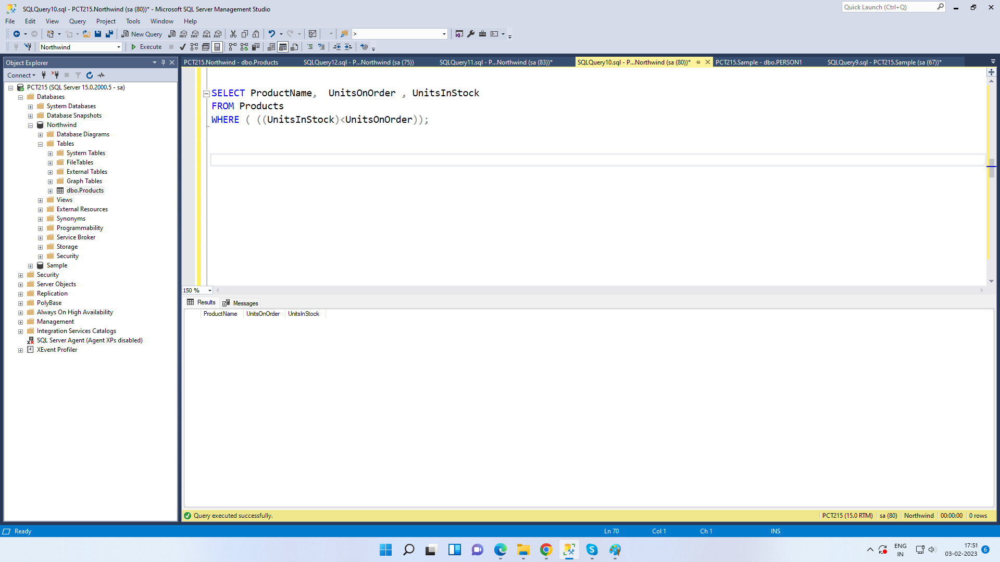 SQLQuery10.sql - PCT215.Northwind (sa (80))* - Microsoft SQL Server Management Studio
Quick Launch (Ctrl+Q)
File Edit View Query Project Tools Window Help
New Query
MDX DMX XMLA DAX
>
Northwind
Execute
Object Explorer
PCT215.Northwind - dbo.Products
SQLQuery12.sql - P...Northwind (sa (75))
SQLQuery11.sql - P...Northwind (sa (83))*
SQLQuery10.sql - P...Northwind (sa (80))*
PCT215.Sample - dbo.PERSON1
SQLQuery9.sql - PCT215.Sample (sa (67))*
Connect
PCT215 (SQL Server 15.0.2000.5 - sa)
Databases
System Databases
Database Snapshots
Northwind
Database Diagrams
Tables
System Tables
FileTables
External Tables
Graph Tables
dbo.Products
Views
External Resources
Synonyms
Programmability
Service Broker
Storage
Security
Sample
Security
Server Objects
Replication
PolyBase
Always On High Availability
Management
Integration Services Catalogs
SQL Server Agent (Agent XPs disabled)
XEvent Profiler
SELECT ProductName,  UnitsOnOrder , UnitsInStock
FROM Products
WHERE ( ((UnitsInStock)<UnitsOnOrder));
150 %
Results Messages
ProductName UnitsOnOrder UnitsInStock
Query executed successfully.
PCT215 (15.0 RTM) sa (80) Northwind 00:00:00 0 rows
Ready
Ln 70 Col 1 Ch 1 INS
ENG
IN
17:51
03-02-2023
6